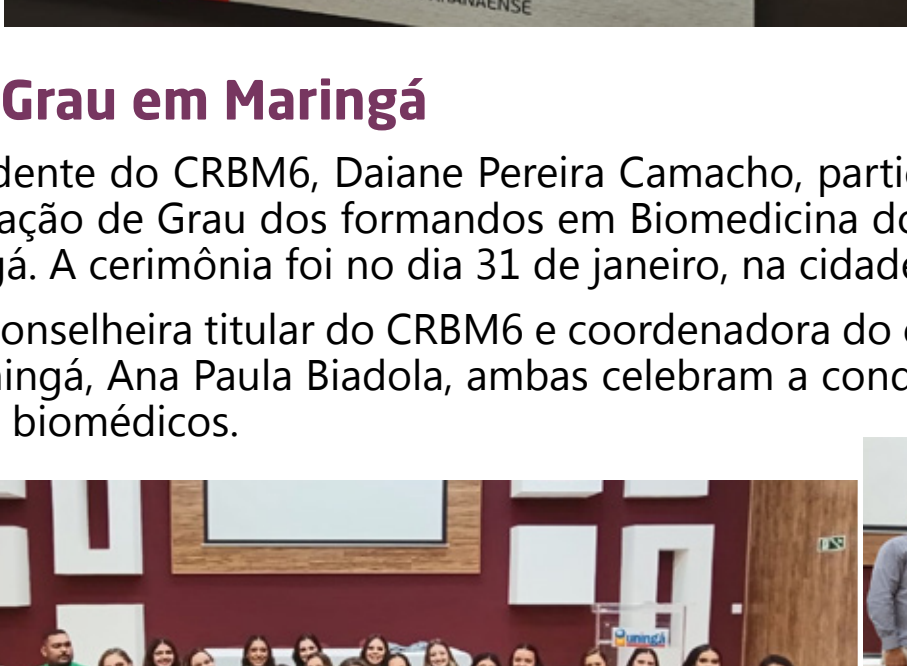 Grau em Maringá
dente do CRBM6, Daiane Pereira Camacho, parti
ação de Grau dos formandos em Biomedicina do
gá. A cerimônia foi no dia 31 de janeiro, na cidade
onselheira titular do CRBM6 e coordenadora do
ingá, Ana Paula Biadola, ambas celebram a cond
biomédicos.
uningá